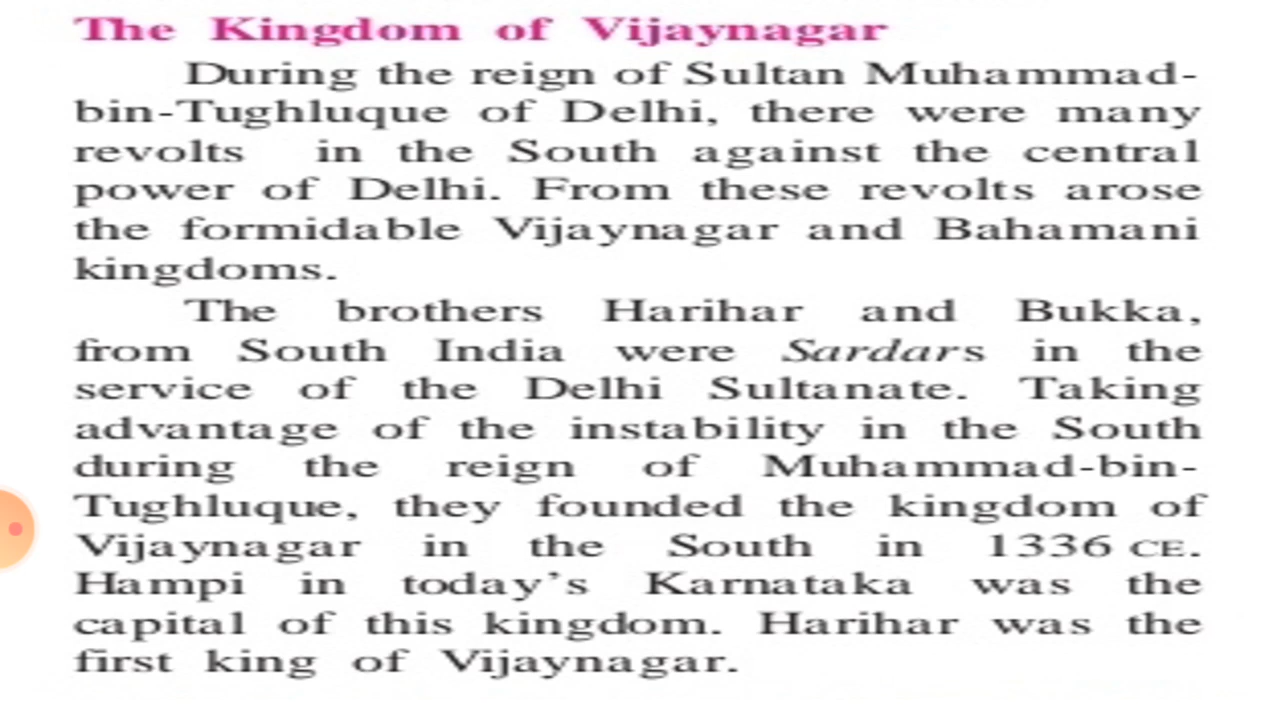 The Kingdom of Vijaynagar
During the reign of Sultan Muhammad-
bin-Tughluque of Delhi, there were many
revolts in the South against the central
power of Delhi. From these revolts arose
the formidable Vijaynagar and Bahamani
kingdoms.
The brothers Harihar and Bukka,
from South India were Sardars in the
service of the Delhi Sultanate. Taking
advantage of the instability in the South
during the reign of Muhammad-bin-
Tughluque, they founded the kingdom of
Vijaynagar in the South in 1336 CE.
Hampi in today’s Karnataka was the
capital of this kingdom. Harihar was the
first king of Vijaynagar.